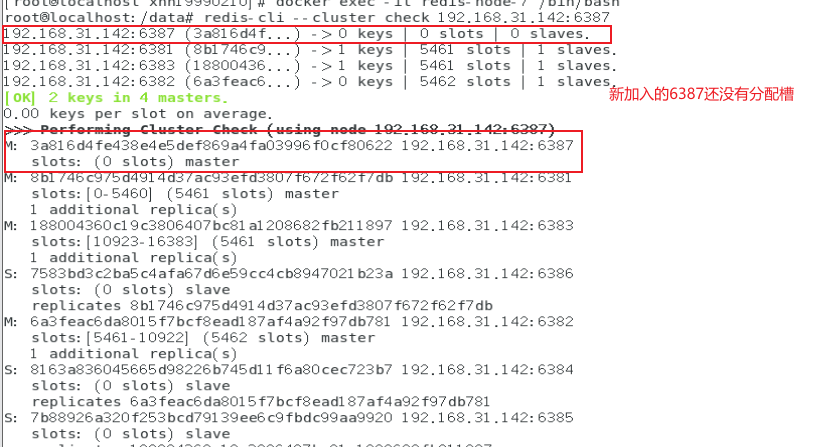 [root@localhost xhh19990210]# docker exec -it redis-node-7 /bin/bash
root@localhost:/data# redis-cli --cluster check 192.168.31.142:6387
192.168.31.142:6387 (3a816d4f...) -> 0 keys | 0 slots | 0 slaves.
192.168.31.142:6381 (8b1746c9...) -> 1 keys | 5461 slots | 1 slaves.
192.168.31.142:6383 (18800436...) -> 1 keys | 5461 slots | 1 slaves.
192.168.31.142:6382 (6a3feac6...) -> 0 keys | 5462 slots | 1 slaves.
[OK] 2 keys in 4 masters.
新加入的6387还没有分配槽
0.00 keys per slot on average.
>>> Performing Cluster Check (using node 192.168.31.142:6387)
M: 3a816d4fe438e4e5def869a4fa03996f0cf80622 192.168.31.142:6387
slots: (0 slots) master
M: 8b1746c975d4914d37ac93efd3807f672f62f7db 192.168.31.142:6381
slots:[0-5460] (5461 slots) master
1 additional replica(s)
M: 188004360c19c3806407bc81a1208682fb211897 192.168.31.142:6383
slots:[10923-16383] (5461 slots) master
1 additional replica(s)
S: 7583bd3c2ba5c4afa67d6e59cc4cb8947021b23a 192.168.31.142:6386
slots: (0 slots) slave
replicates 8b1746c975d4914d37ac93efd3807f672f62f7db
M: 6a3feac6da8015f7bcf8ead187af4a92f97db781 192.168.31.142:6382
slots:[5461-10922] (5462 slots) master
1 additional replica(s)
S: 8163a836045665d98226b745d11f6a80cec723b7 192.168.31.142:6384
slots: (0 slots) slave
replicates 6a3feac6da8015f7bcf8ead187af4a92f97db781
S: 7b88926a320f253bcd79139ee6c9fbdc99aa9920 192.168.31.142:6385
slots: (0 slots) slave